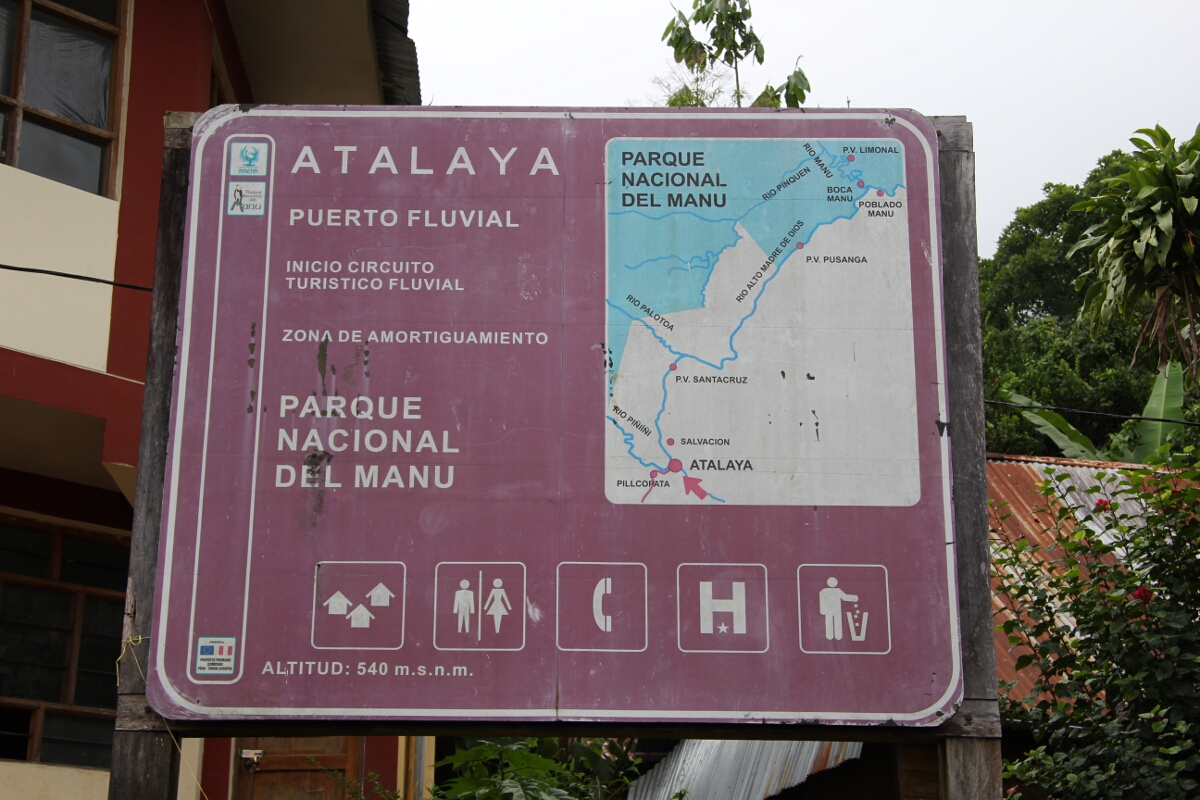 ATALAYA
PUERTO FLUVIAL
INICIO CIRCUITO
TURISTICO FLUVIAL
ZONA DE AMORTIGUAMIENTO
PARQUE
NACIONAL
DEL MANU
ALTITUD: 540 m.s.n.m.
PARQUE
NACIONAL
DEL MANU
RIO MANU
P.V. LIMONAL
RIO PINQUEN
BOCA
MANU
POBLADO
MANU
RIO ALTO MADRE DE DIOS
P.V. PUSANGA
RIO PALOTOA
P.V. SANTACRUZ
RIO PIÑIÑI
SALVACION
ATALAYA
PILLCOPATA
H